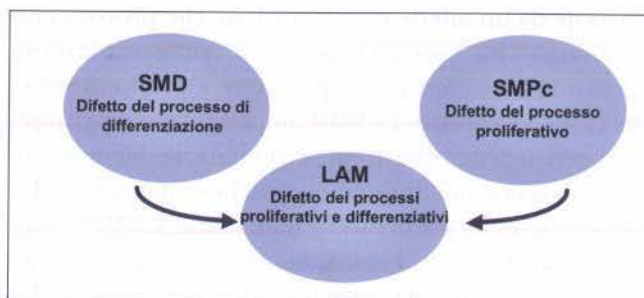 SMD
Difetto del processo di
differenziazione
SMPc
Difetto del processo
proliferativo
LAM
Difetto dei processi
proliferativi e differenziativi